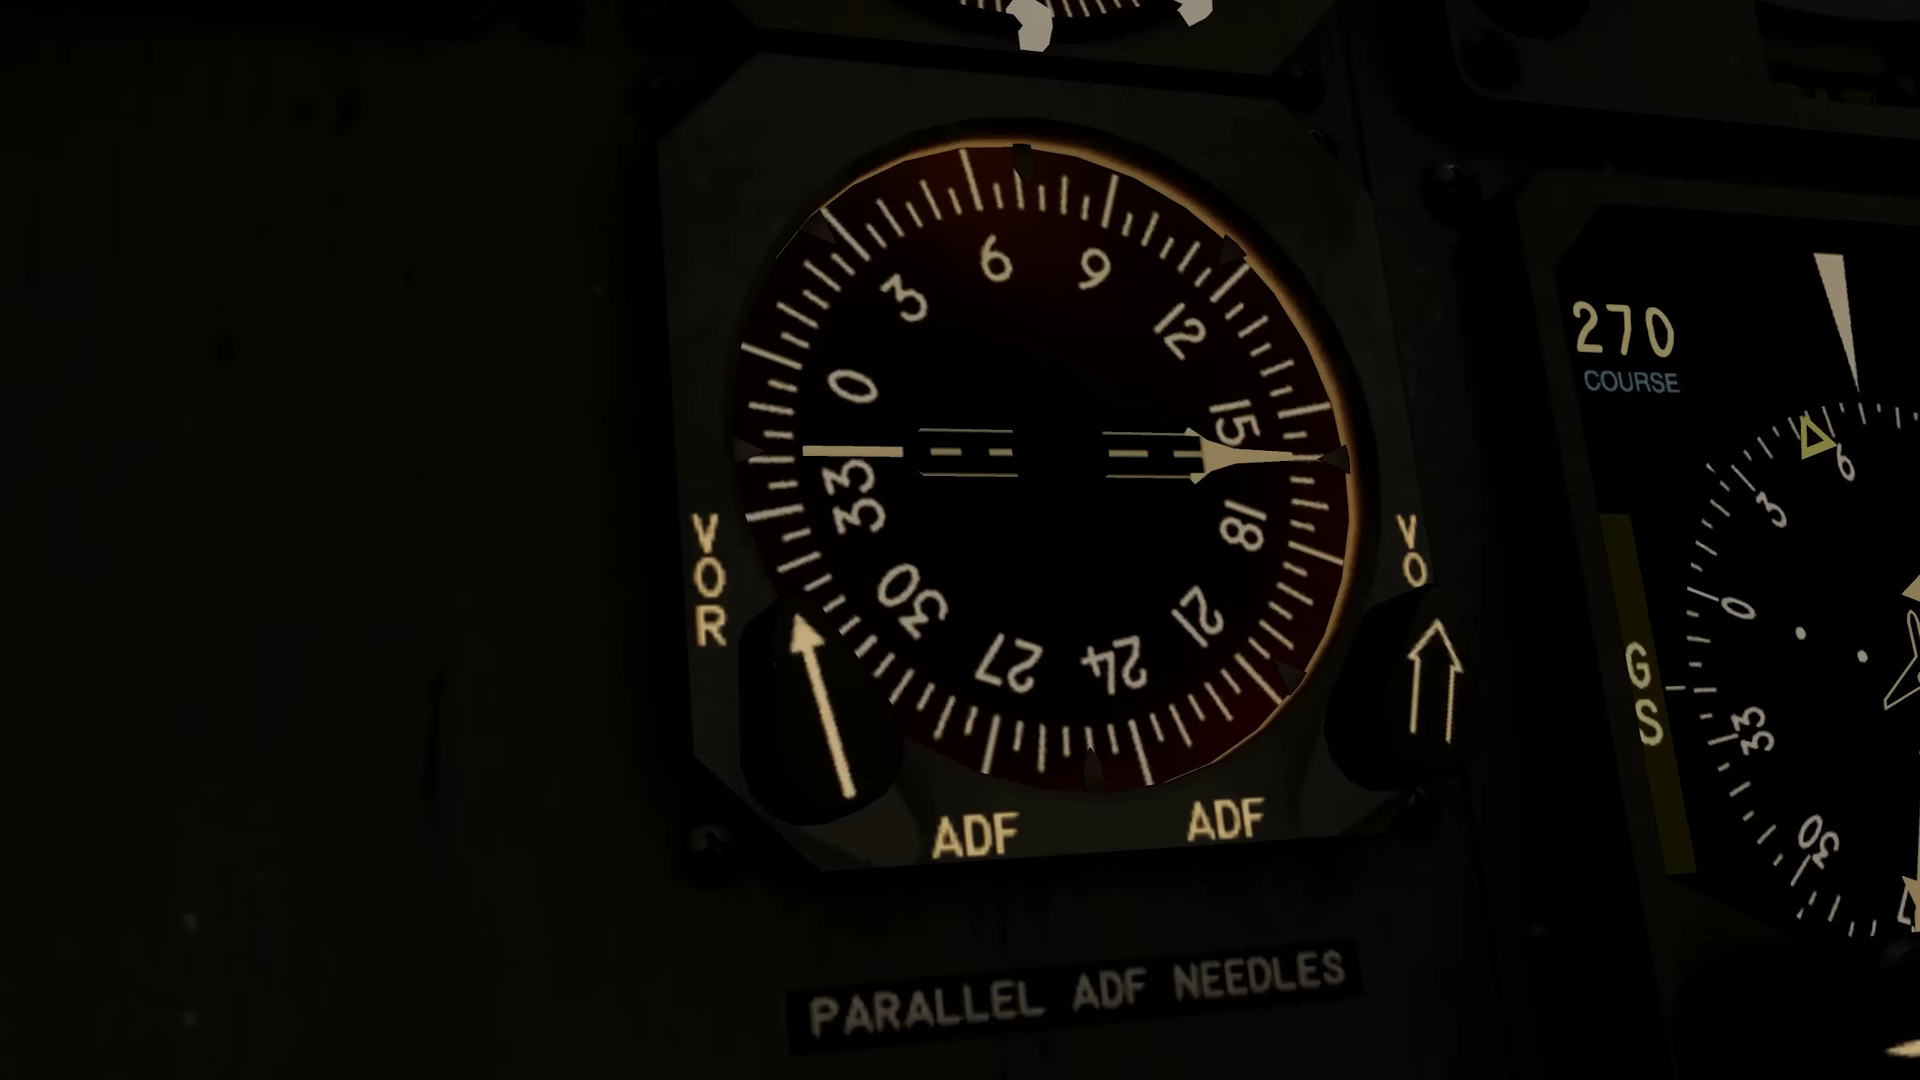 6
9
3
12
0
15
33
18
30
21
27
24
VOR
VO
ADF
ADF
PARALLEL ADF NEEDLES
270
COURSE
6
3
0
33
30
GS